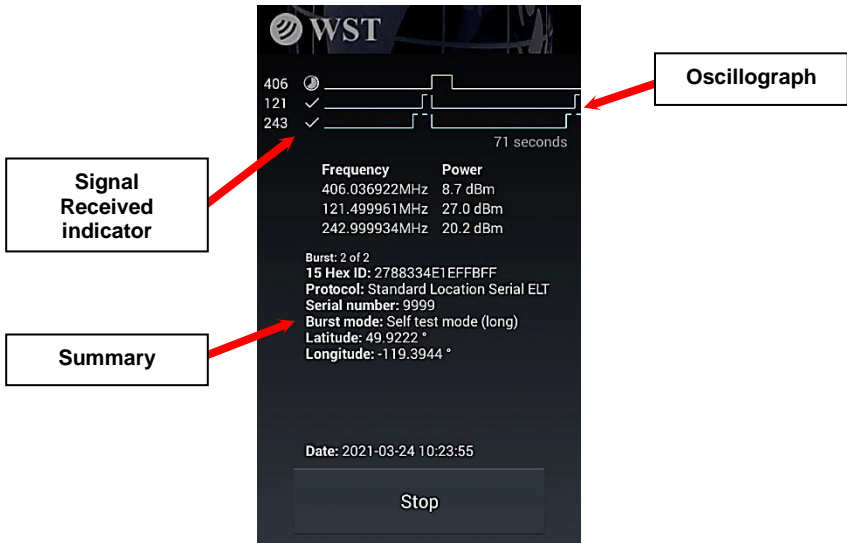 WST
406
121
243
71 seconds
Oscillograph
Signal
Received
indicator
Frequency Power
406.036922MHz 8.7 dBm
121.499961MHz 27.0 dBm
242.999934MHz 20.2 dBm
Burst: 2 of 2
15 Hex ID: 2788334E1EFFBFF
Protocol: Standard Location Serial ELT
Serial number: 9999
Burst mode: Self test mode (long)
Latitude: 49.9222 °
Longitude: -119.3944 °
Summary
Date: 2021-03-24 10:23:55
Stop